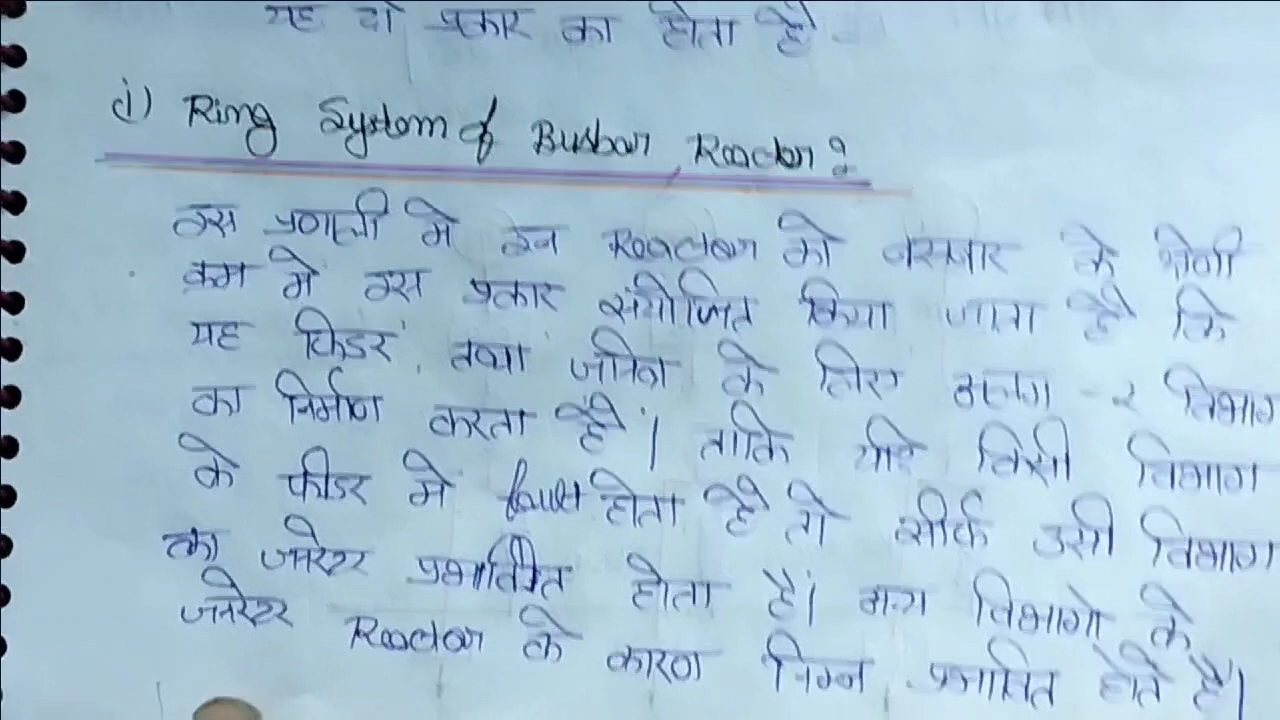 यह दो प्रकार का होता है -
(i) Ring System of Busbar Reactor :
इस प्रणाली मे इन Reactor को बसबार के श्रेणी
क्रम मे इस प्रकार संयोजित किया जाता है कि
यह फिडर तथा जनित्र के लिए अलग -२ विभाग
का निर्माण करता है। ताकि यदि किसी विभाग
के फीडर मे fault होता है तो सीर्फ उसी विभाग
का जनरेटर प्रभावित होता है। अन्य विभागो के
जनरेटर Reactor के कारण निम्न प्रभावित होते है।